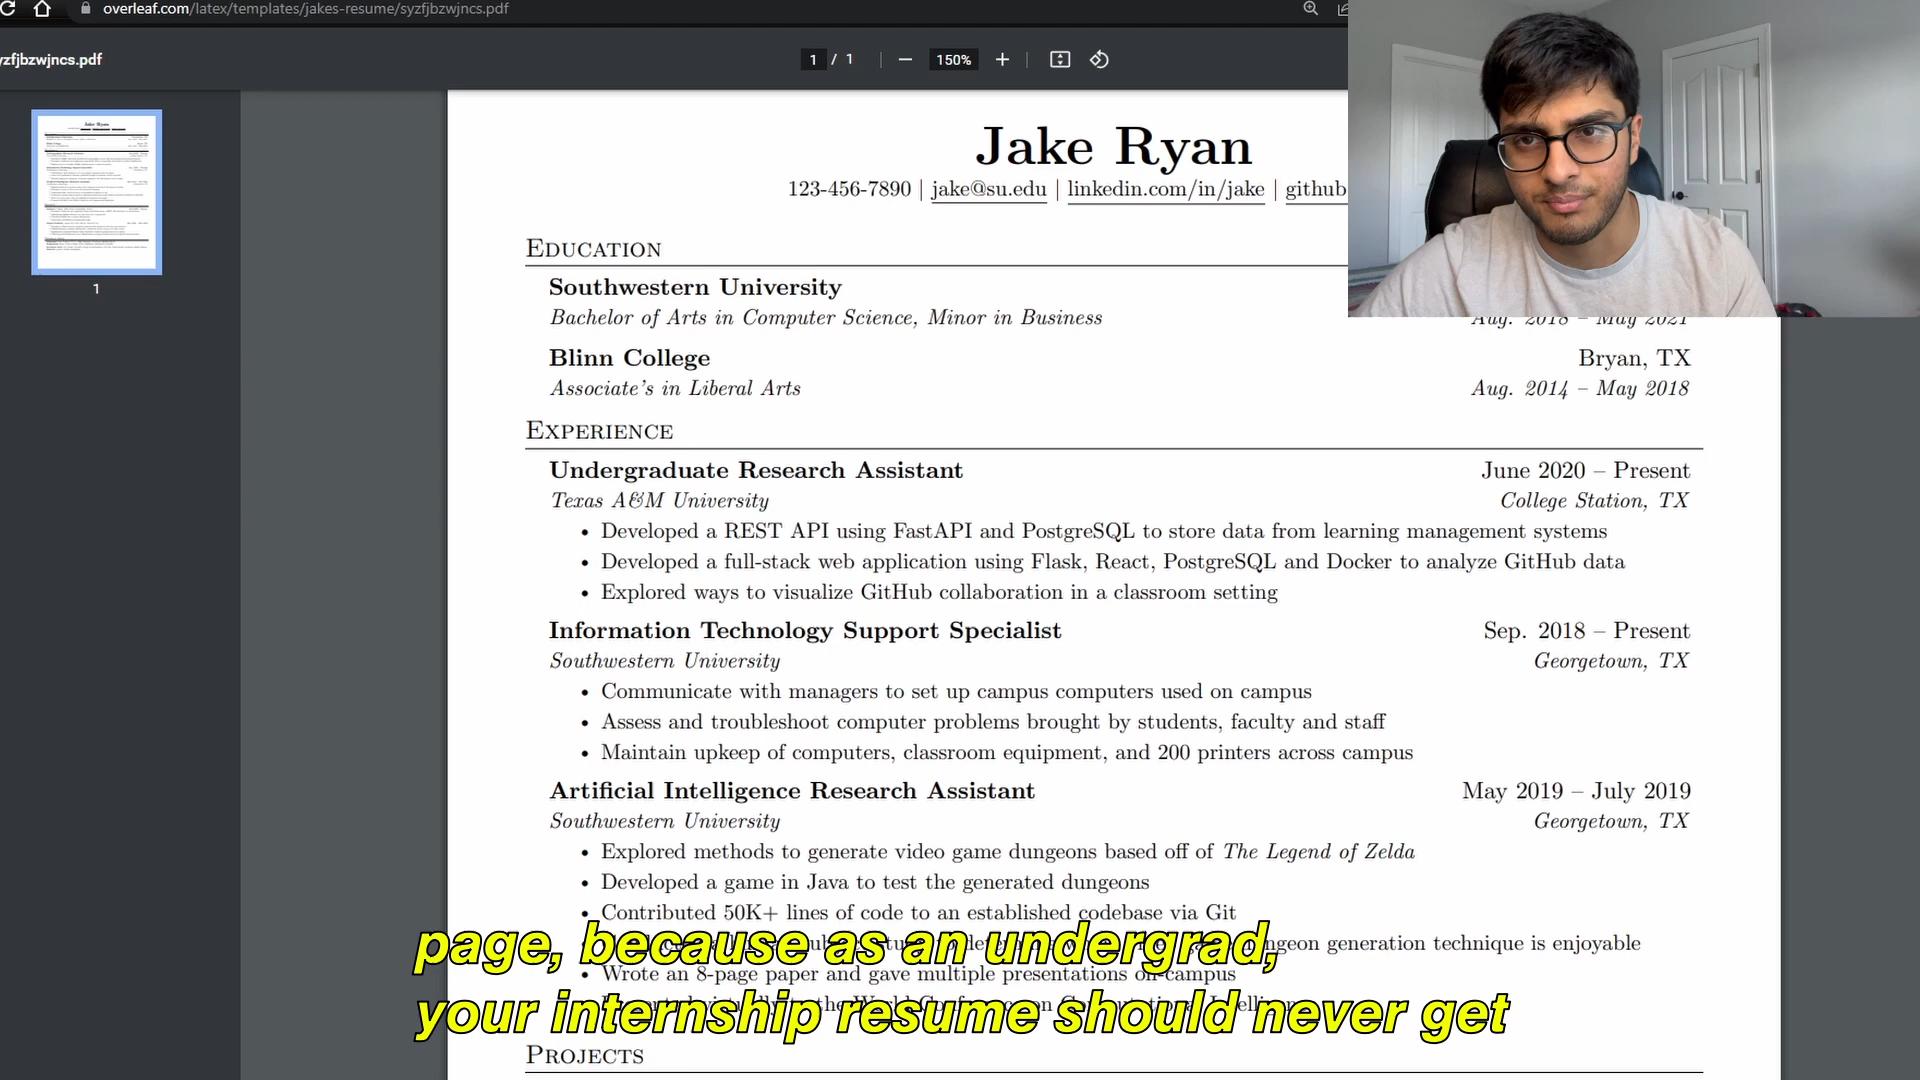 overleaf.com/latex/templates/jakes-resume/syzfjbzwjncs.pdf
yzfjbzwjncs.pdf
1 / 1
150%
1
Jake Ryan
123-456-7890 | jake@su.edu | linkedin.com/in/jake | github
Education
Southwestern University
Bachelor of Arts in Computer Science, Minor in Business
Aug. 2018 – May 2021
Blinn College
Bryan, TX
Associate's in Liberal Arts
Aug. 2014 – May 2018
Experience
Undergraduate Research Assistant
June 2020 – Present
Texas A&M University
College Station, TX
• Developed a REST API using FastAPI and PostgreSQL to store data from learning management systems
• Developed a full-stack web application using Flask, React, PostgreSQL and Docker to analyze GitHub data
• Explored ways to visualize GitHub collaboration in a classroom setting
Information Technology Support Specialist
Sep. 2018 – Present
Southwestern University
Georgetown, TX
• Communicate with managers to set up campus computers used on campus
• Assess and troubleshoot computer problems brought by students, faculty and staff
• Maintain upkeep of computers, classroom equipment, and 200 printers across campus
Artificial Intelligence Research Assistant
May 2019 – July 2019
Southwestern University
Georgetown, TX
• Explored methods to generate video game dungeons based off of The Legend of Zelda
• Developed a game in Java to test the generated dungeons
• Contributed 50K+ lines of code to an established codebase via Git
generation technique is enjoyable
• Wrote an 8-page paper and gave multiple presentations on-campus
page, because as an undergrad,
your internship resume should never get
Projects